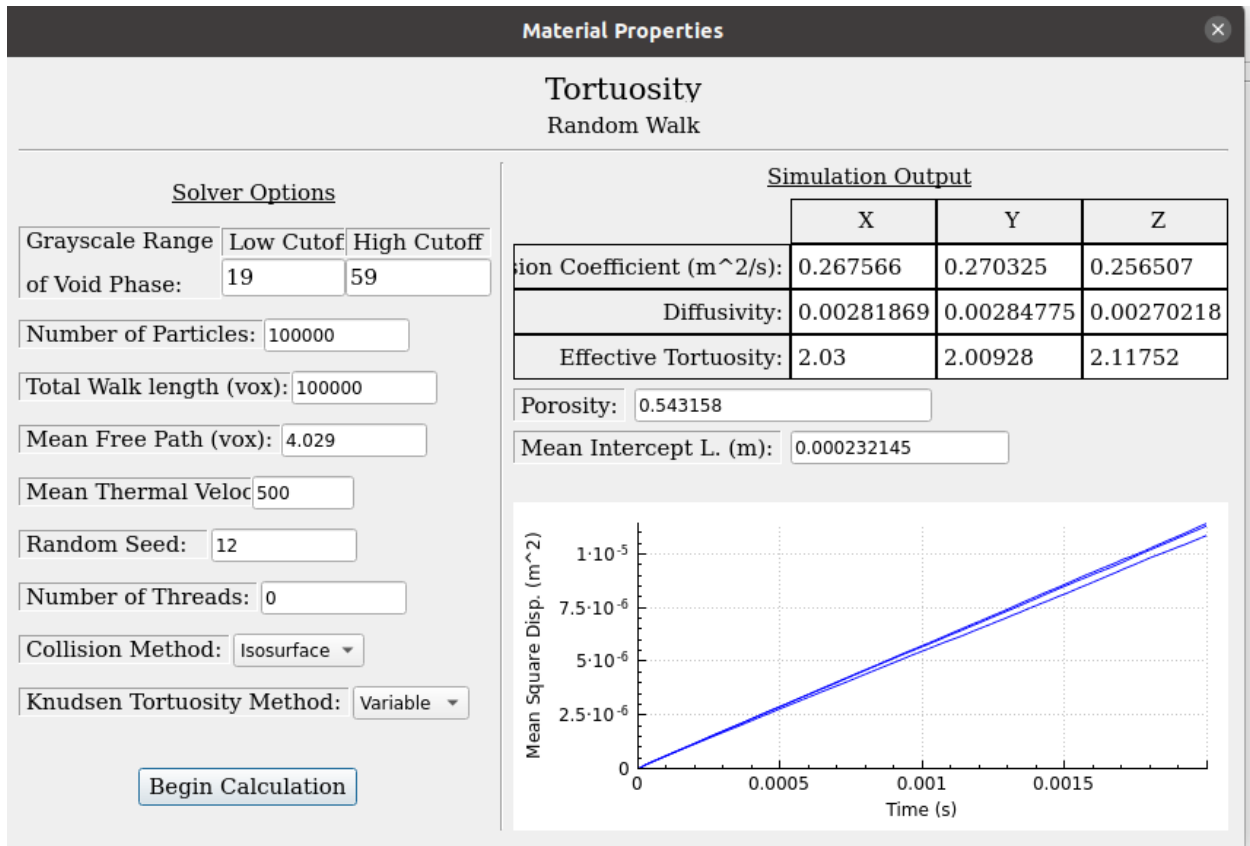 Material Properties
Tortuosity
Random Walk
Solver Options
Grayscale Range
of Void Phase:
Low Cutof High Cutoff
19 59
Number of Particles: 100000
Total Walk length (vox): 100000
Mean Free Path (vox): 4.029
Mean Thermal Veloc 500
Random Seed: 12
Number of Threads: 0
Collision Method: Isosurface
Knudsen Tortuosity Method: Variable
Begin Calculation
Simulation Output
X Y Z
sion Coefficient (m^2/s): 0.267566 0.270325 0.256507
Diffusivity: 0.00281869 0.00284775 0.00270218
Effective Tortuosity: 2.03 2.00928 2.11752
Porosity: 0.543158
Mean Intercept L. (m): 0.000232145
Mean Square Disp. (m^2)
1·10-5
7.5·10-6
5·10-6
2.5·10-6
0
0 0.0005 0.001 0.0015
Time (s)